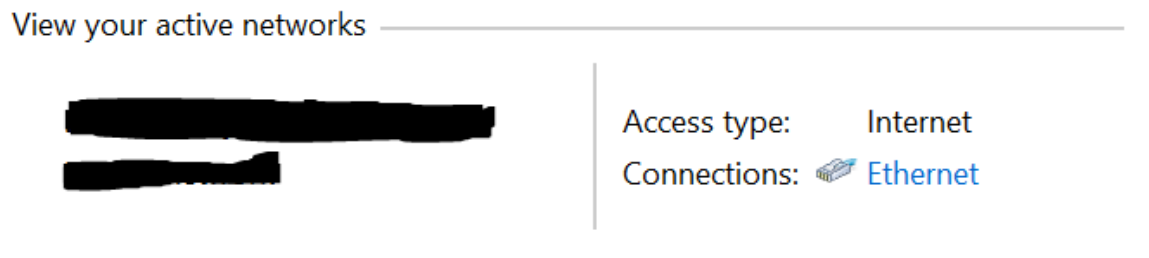 View your active networks
Access type: Internet
Connections: Ethernet